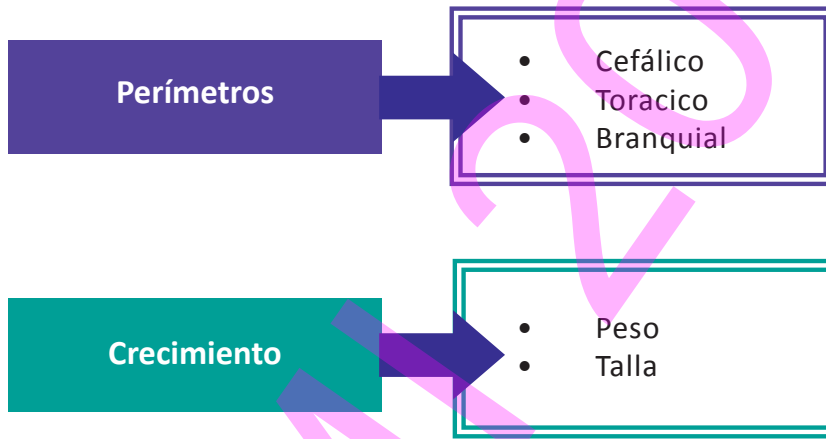 Perímetros
• Cefálico
• Toracico
• Branquial
Crecimiento
• Peso
• Talla